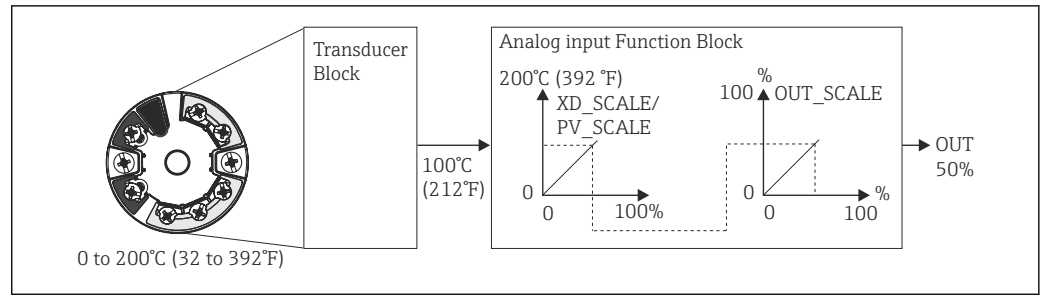 Transducer
Block
0 to 200°C (32 to 392°F)
100°C
(212°F)
Analog input Function Block
200°C (392 °F)
XD_SCALE/
PV_SCALE
0
0
100%
%
100
OUT_SCALE
0
0
100
%
OUT
50%